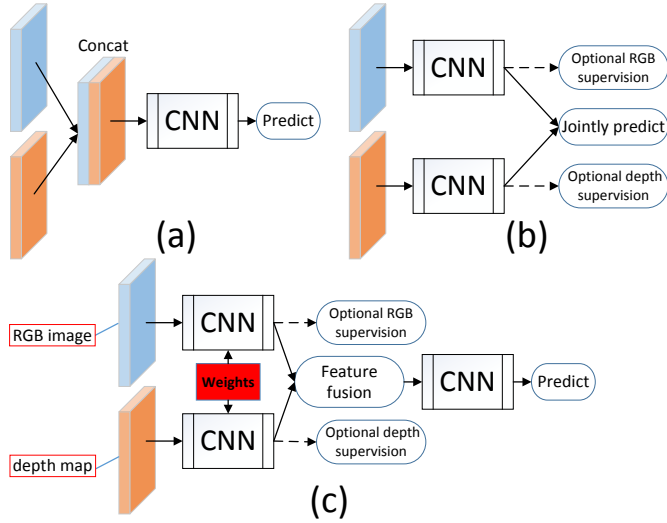 Concat
CNN
Predict
(a)
CNN
Optional RGB
supervision
Jointly predict
CNN
Optional depth
supervision
(b)
RGB image
CNN
Optional RGB
supervision
Weights
Feature
fusion
CNN
Predict
depth map
CNN
Optional depth
supervision
(c)